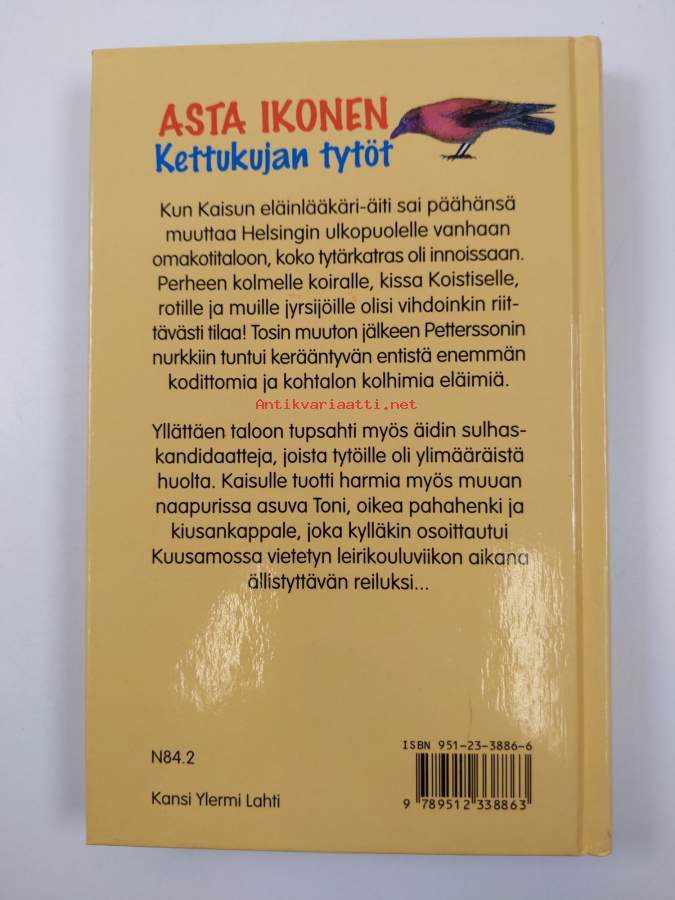 ASTA IKONEN
Kettukujan tytöt
Kun Kaisun eläinlääkäri-äiti sai päähänsä
muuttaa Helsingin ulkopuolelle vanhaan
omakotitaloon, koko tytärkatras oli innoissaan.
Perheen kolmelle koiralle, kissa Koistiselle,
rotille ja muille jyrsijöille olisi vihdoinkin riit-
tävästi tilaa! Tosin muuton jälkeen Petterssonin
nurkkiin tuntui kerääntyvän entistä enemmän
kodittomia ja kohtalon kolhimia eläimiä.
Antikvariaatti.net
Yllättäen taloon tupsahti myös äidin sulhas-
kandidaatteja, joista tytöille oli ylimääräistä
huolta. Kaisulle tuotti harmia myös muuan
naapurissa asuva Toni, oikea pahahenki ja
kiusankappale, joka kylläkin osoittautui
Kuusamossa vietetyn leirikouluviikon aikana
ällistyttävän reiluksi...
ISBN 951-23-3886-6
N84.2
Kansi Ylermi Lahti
9 789512 338863